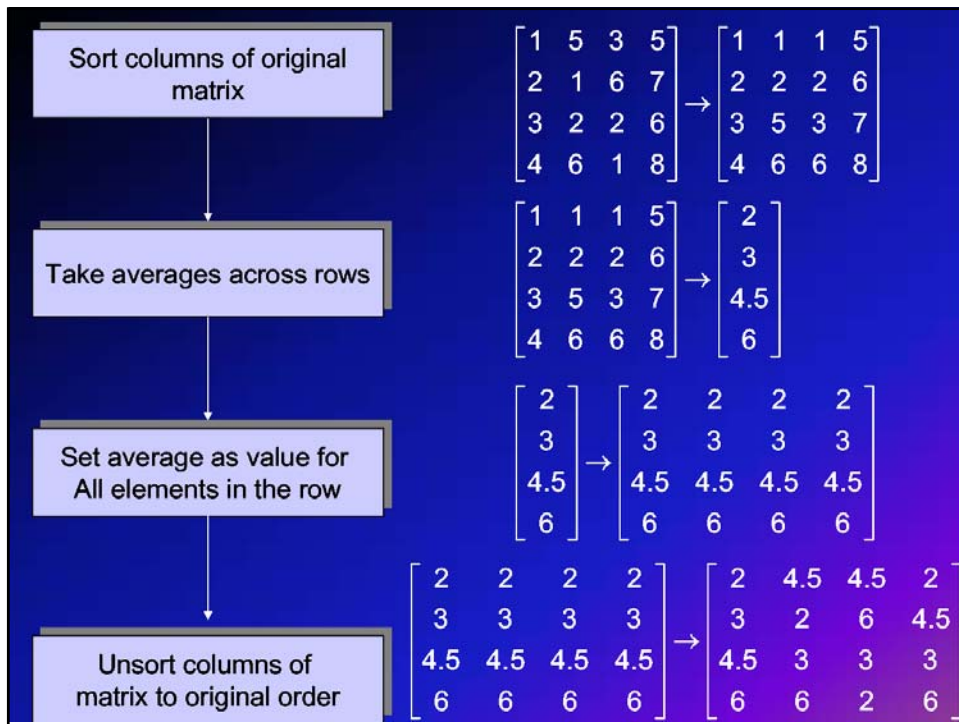 Sort columns of original
matrix
1 5 3 5
2 1 6 7
3 2 2 6
4 6 1 8
→
1 1 1 5
2 2 2 6
3 5 3 7
4 6 6 8
Take averages across rows
1 1 1 5
2 2 2 6
3 5 3 7
4 6 6 8
→
2
3
4.5
6
Set average as value for
All elements in the row
2
3
4.5
6
→
2 2 2 2
3 3 3 3
4.5 4.5 4.5 4.5
6 6 6 6
Unsort columns of
matrix to original order
2 2 2 2
3 3 3 3
4.5 4.5 4.5 4.5
6 6 6 6
→
2 4.5 4.5 2
3 2 6 4.5
4.5 3 3 3
6 6 2 6